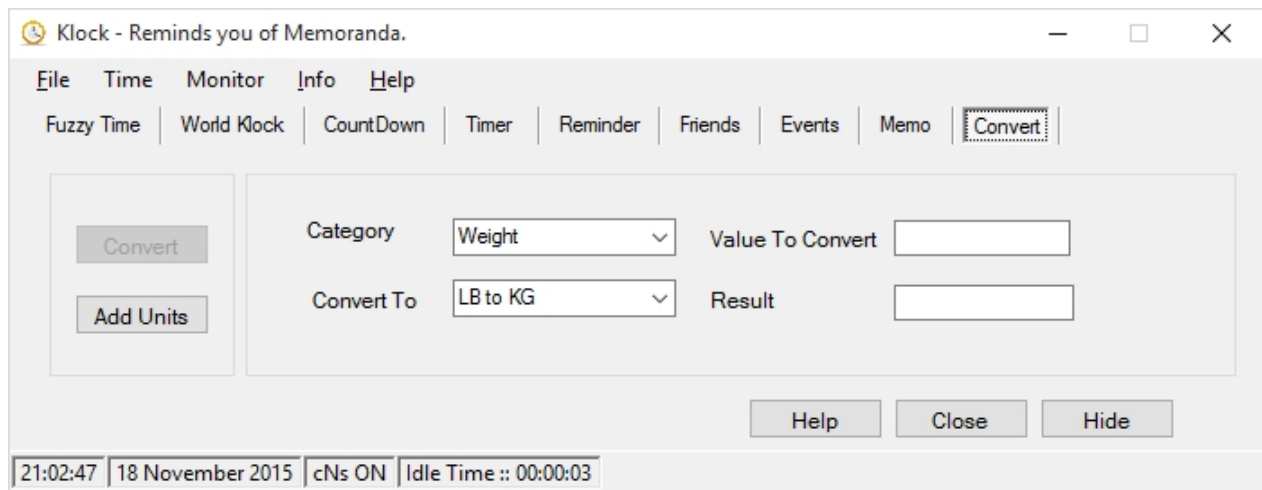 Klock - Reminds you of Memoranda.
File Time Monitor Info Help
Fuzzy Time World Klock CountDown Timer Reminder Friends Events Memo Convert
Convert Category Weight Value To Convert
Add Units Convert To LB to KG Result
Help Close Hide
21:02:47 18 November 2015 cNs ON Idle Time :: 00:00:03